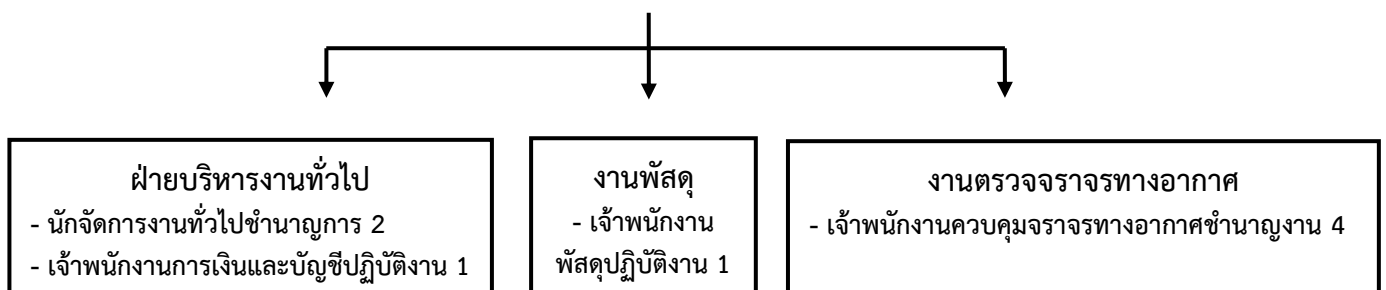 ฝ่ายบริหารงานทั่วไป
- นักจัดการงานทั่วไปชำนาญการ 2
- เจ้าพนักงานการเงินและบัญชีปฏิบัติงาน 1
งานพัสดุ
- เจ้าพนักงาน
พัสดุปฏิบัติงาน 1
งานตรวจจราจรทางอากาศ
- เจ้าพนักงานควบคุมจราจรทางอากาศชำนาญงาน 4